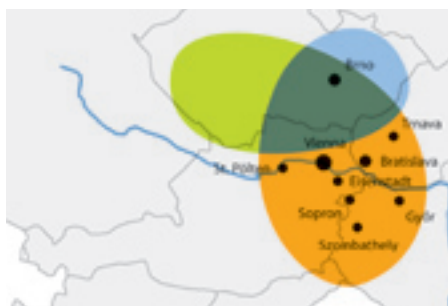 Brno
Trnava
Vienna
Bratislava
St. Pölten
Eisenstadt
Sopron
Győr
Szombathely